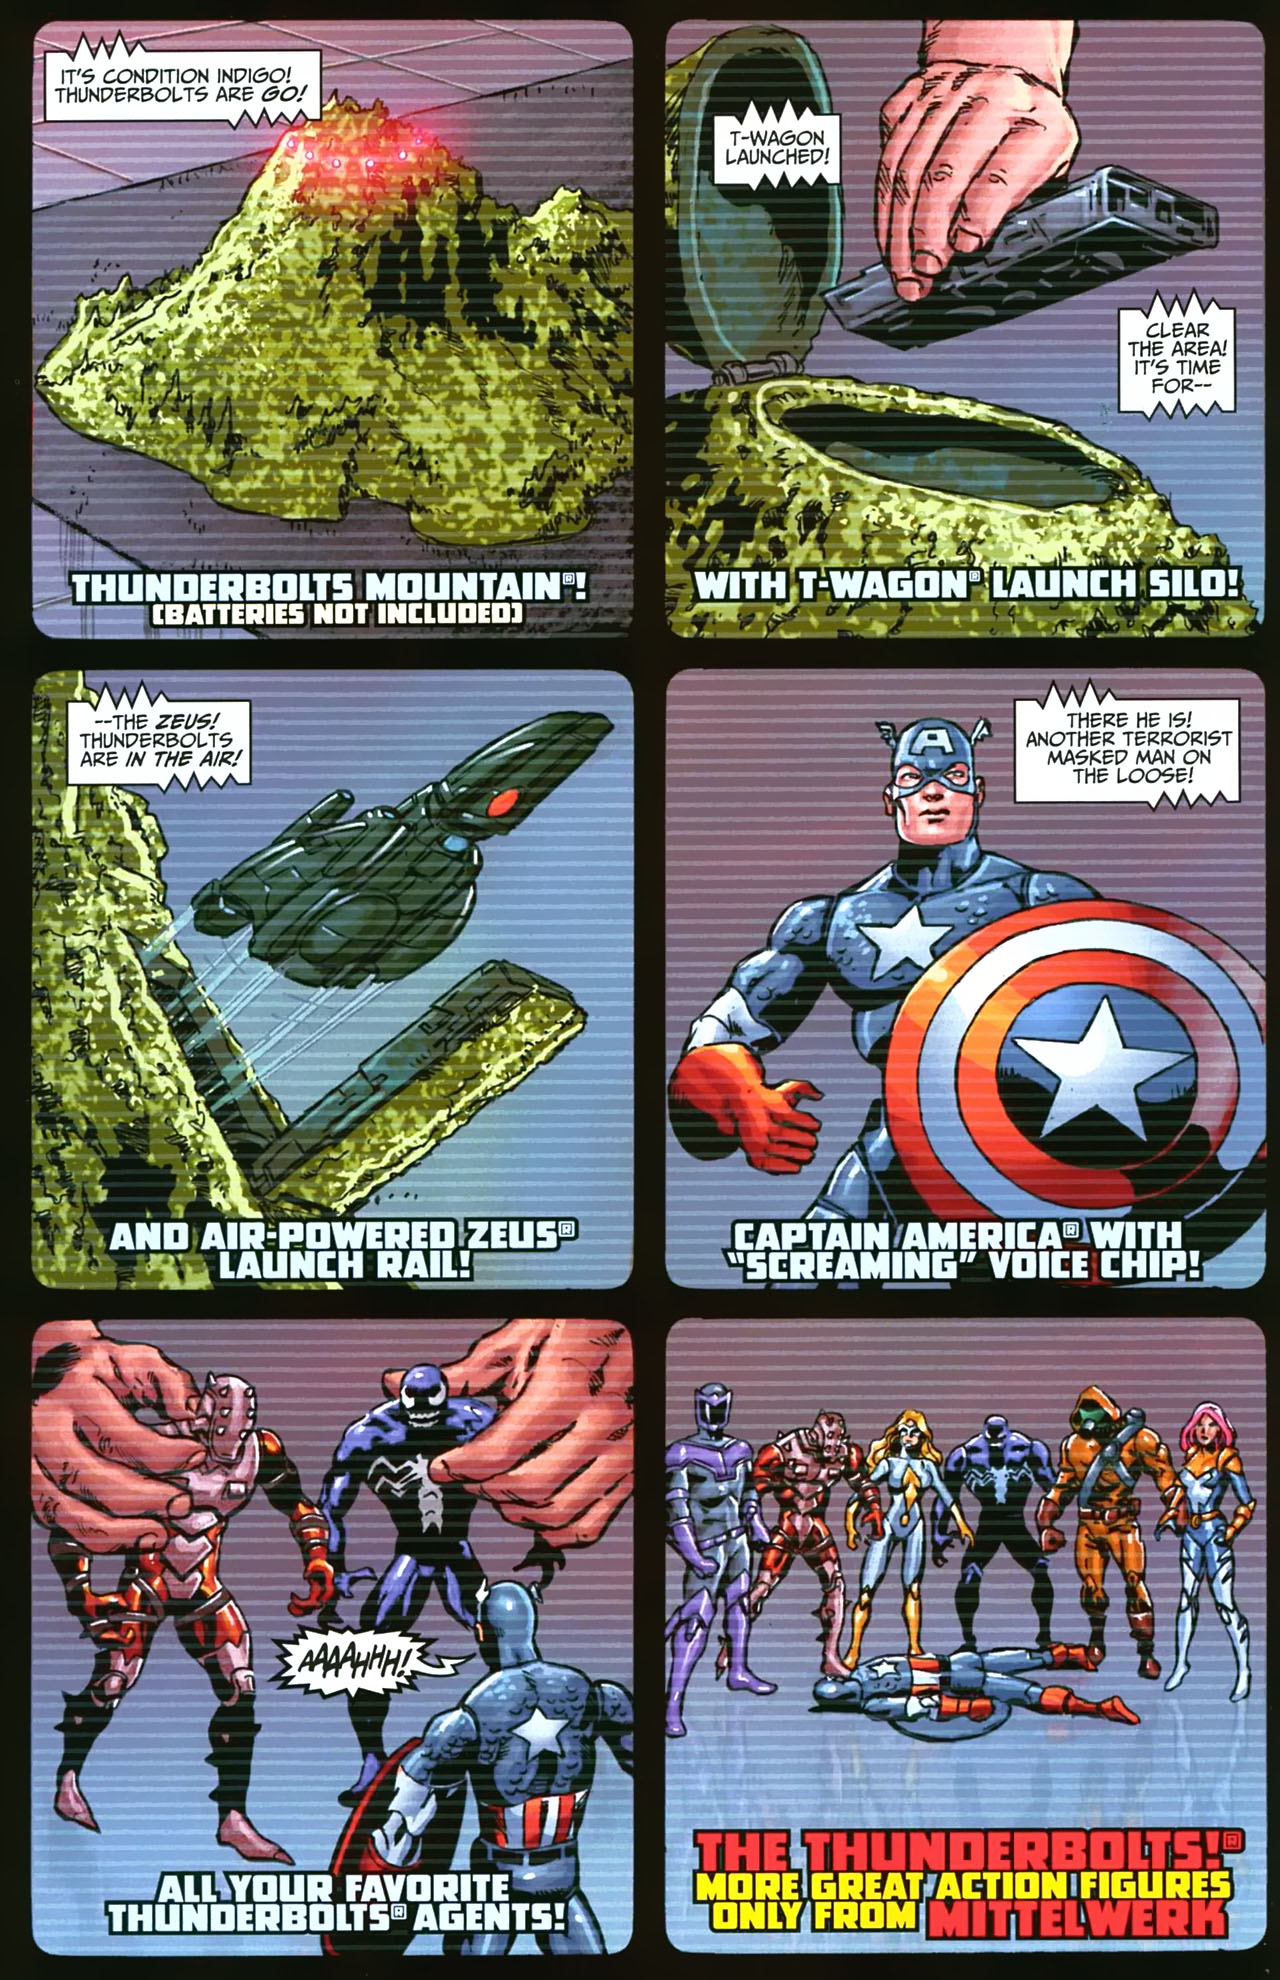 IT'S CONDITION INDIGO!
THUNDERBOLTS ARE GO!
THUNDERBOLTS MOUNTAIN®!
(BATTERIES NOT INCLUDED)
T-WAGON
LAUNCHED!
CLEAR
THE AREA!
IT'S TIME
FOR--
WITH T-WAGON® LAUNCH SILO!
--THE ZEUS!
THUNDERBOLTS
ARE IN THE AIR!
AND AIR-POWERED ZEUS®
LAUNCH RAIL!
THERE HE IS!
ANOTHER TERRORIST
MASKED MAN ON
THE LOOSE!
A
CAPTAIN AMERICA® WITH
"SCREAMING" VOICE CHIP!
AAAAHHH!
ALL YOUR FAVORITE
THUNDERBOLTS® AGENTS!
THE THUNDERBOLTS!®
MORE GREAT ACTION FIGURES
ONLY FROM MITTELWERK